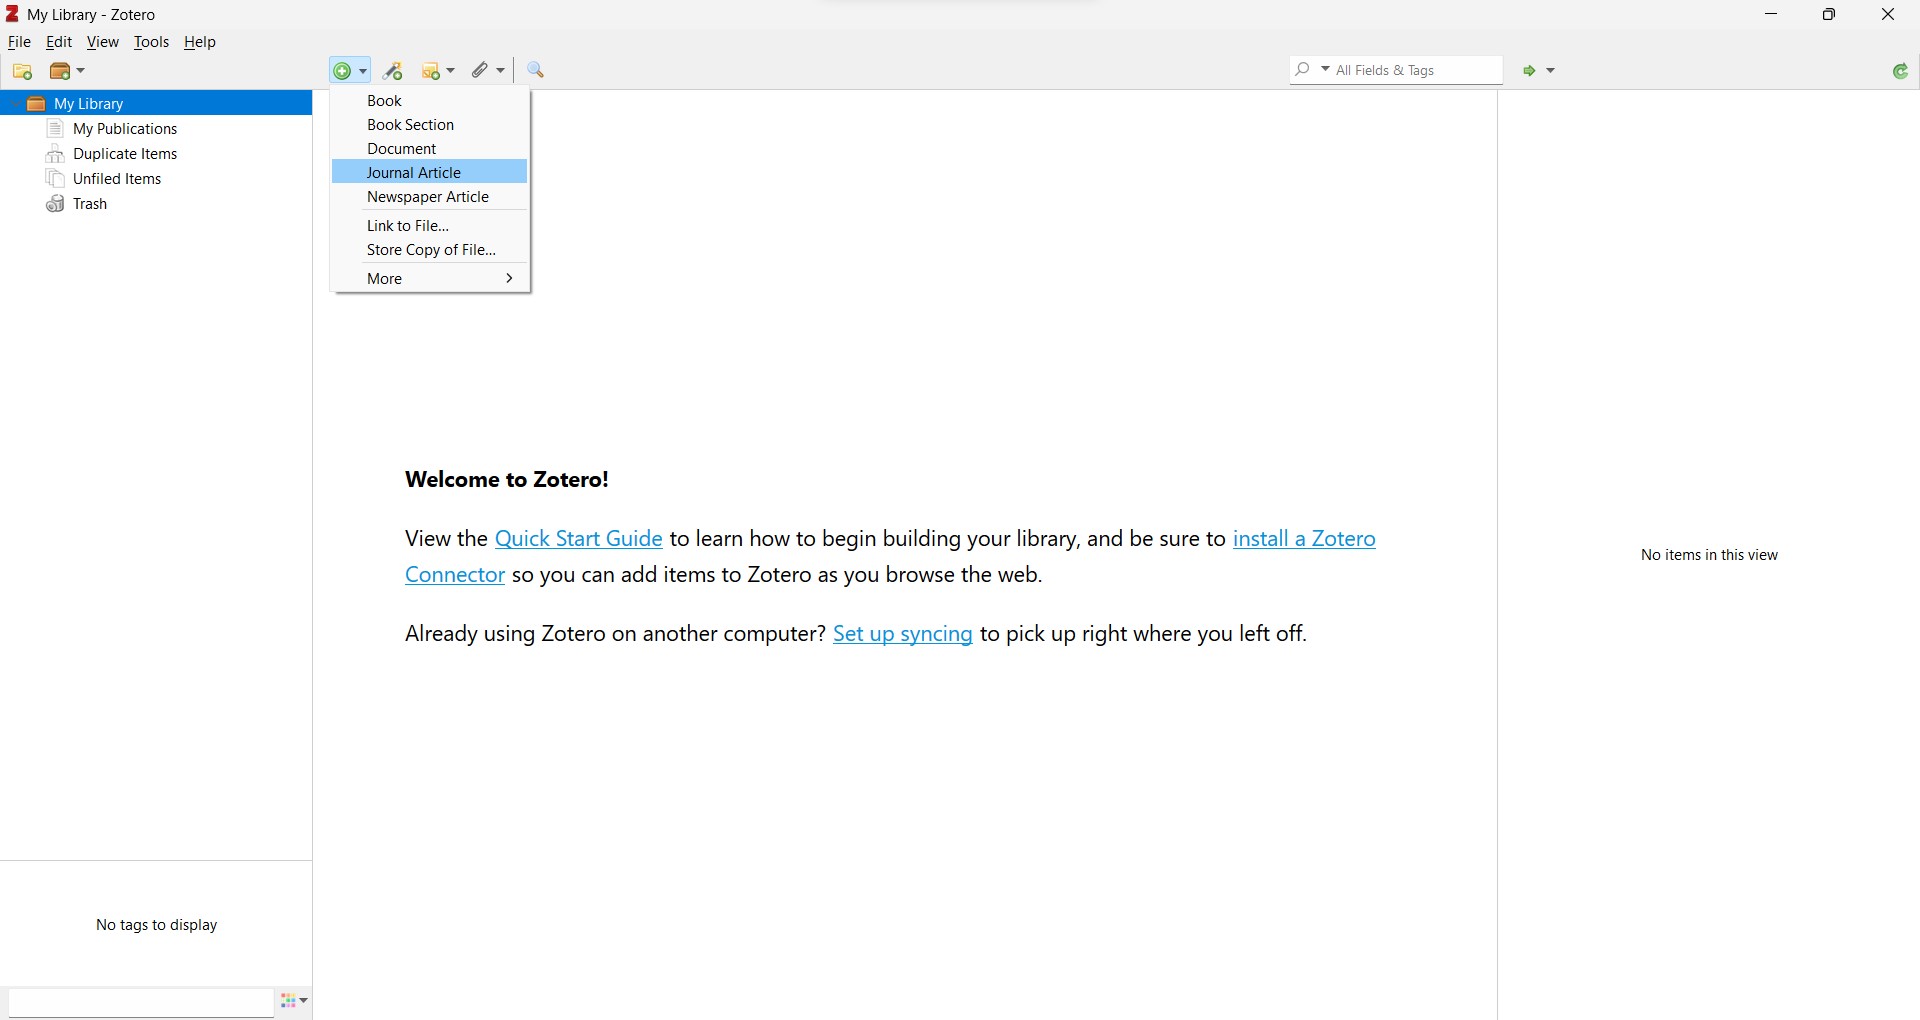 My Library - Zotero
File Edit View Tools Help
All Fields & Tags
My Library
My Publications
Duplicate Items
Unfiled Items
Trash
Book
Book Section
Document
Journal Article
Newspaper Article
Link to File...
Store Copy of File...
More
Welcome to Zotero!
View the Quick Start Guide to learn how to begin building your library, and be sure to install a Zotero
Connector so you can add items to Zotero as you browse the web.
Already using Zotero on another computer? Set up syncing to pick up right where you left off.
No items in this view
No tags to display